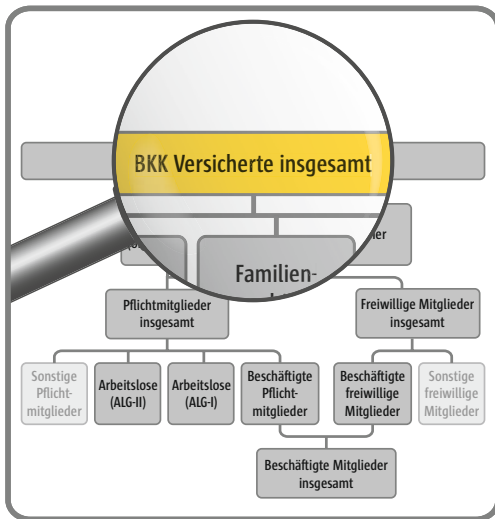 BKK Versicherte insgesamt
Familien-
Pflichtmitglieder
insgesamt
Freiwillige Mitglieder
insgesamt
Sonstige
Pflicht-
mitglieder
Arbeitslose
(ALG-II)
Arbeitslose
(ALG-I)
Beschäftigte
Pflicht-
mitglieder
Beschäftigte
freiwillige
Mitglieder
Sonstige
freiwillige
Mitglieder
Beschäftigte Mitglieder
insgesamt